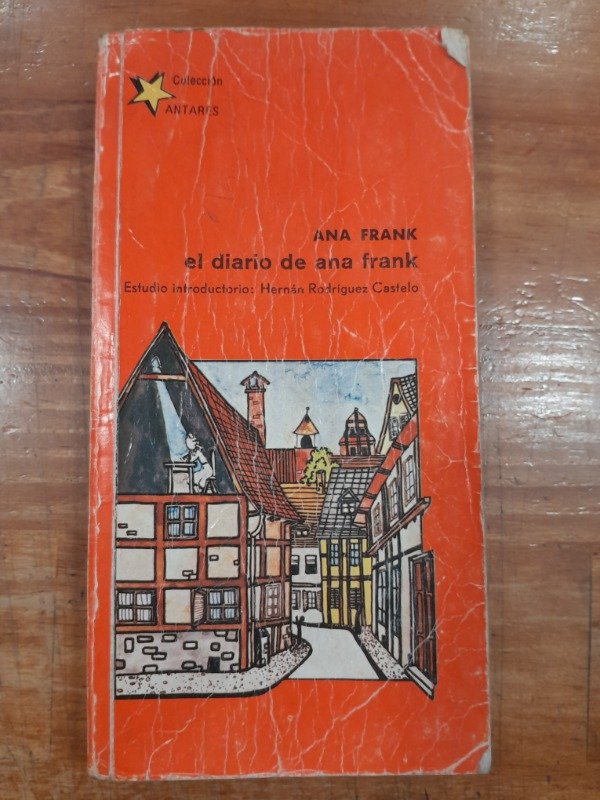 Colección
ANTARES
ANA FRANK
el diario de ana frank
Estudio introductorio: Hernán Rodríguez Castelo